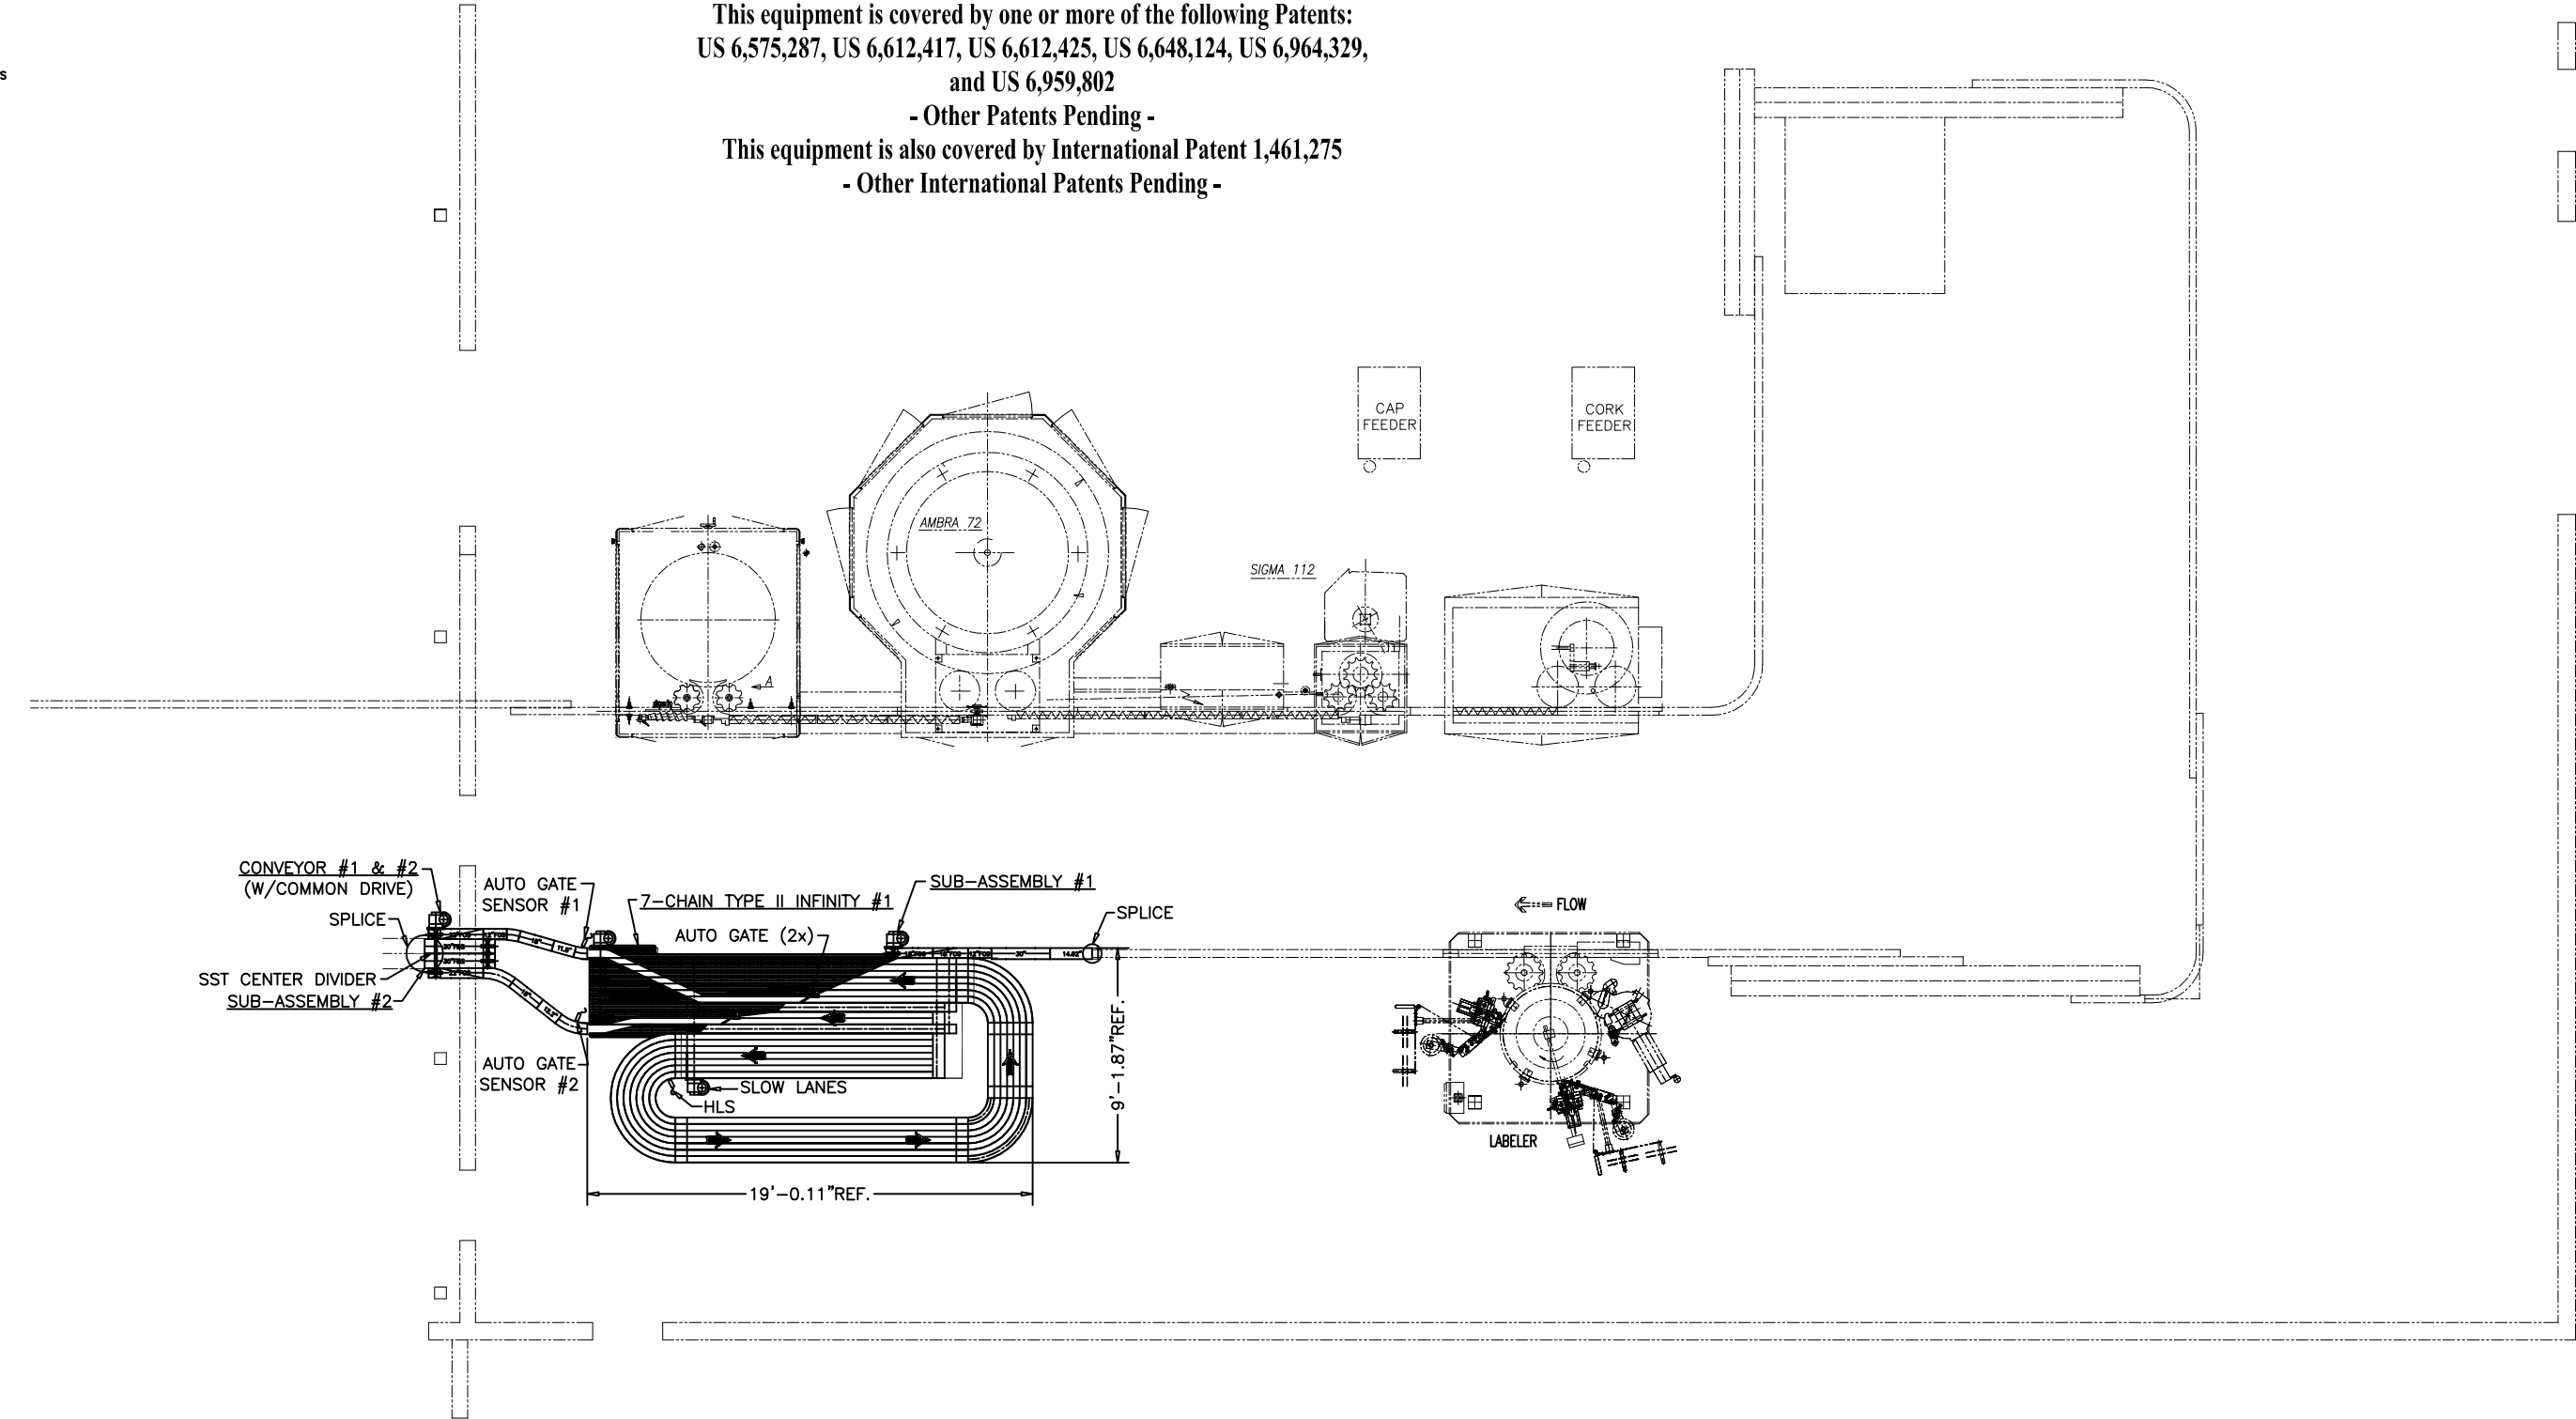 This equipment is covered by one or more of the following Patents:
US 6,575,287, US 6,612,417, US 6,612,425, US 6,648,124, US 6,964,329,
and US 6,959,802
- Other Patents Pending -
This equipment is also covered by International Patent 1,461,275
- Other International Patents Pending -
S
CAP
FEEDER
CORK
FEEDER
AMBRA 72
SIGMA 112
A
CONVEYOR #1 & #2
(W/COMMON DRIVE)
SPLICE
AUTO GATE
SENSOR #1
7-CHAIN TYPE II INFINITY #1
AUTO GATE (2x)
SUB-ASSEMBLY #1
SPLICE
FLOW
30"
14.62"
SST CENTER DIVIDER
SUB-ASSEMBLY #2
AUTO GATE
SENSOR #2
SLOW LANES
HLS
9'-1.87"REF.
19'-0.11"REF.
LABELER